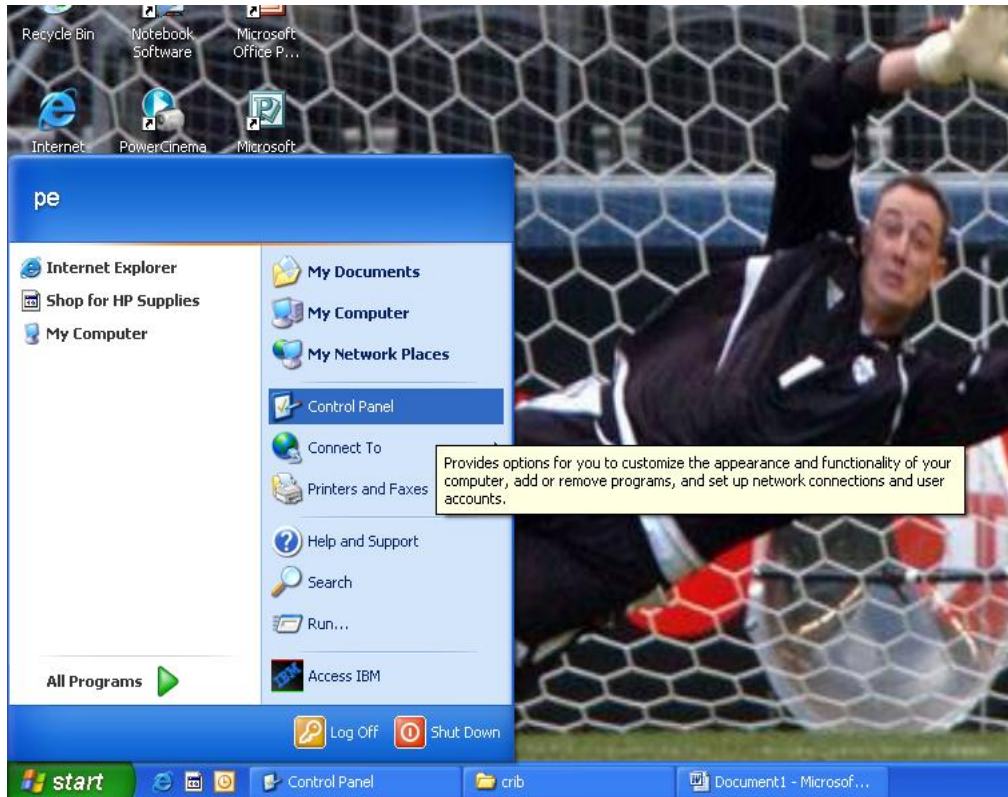 Recycle Bin
Notebook
Software
Microsoft
Office P...
Internet
PowerCinema
Microsoft
pe
Internet Explorer
Shop for HP Supplies
My Computer
All Programs
My Documents
My Computer
My Network Places
Control Panel
Connect To
Printers and Faxes
Provides options for you to customize the appearance and functionality of your
computer, add or remove programs, and set up network connections and user
accounts.
Help and Support
Search
Run...
IBM
Access IBM
Log Off
Shut Down
start
Control Panel
crib
Document1 - Microsof...